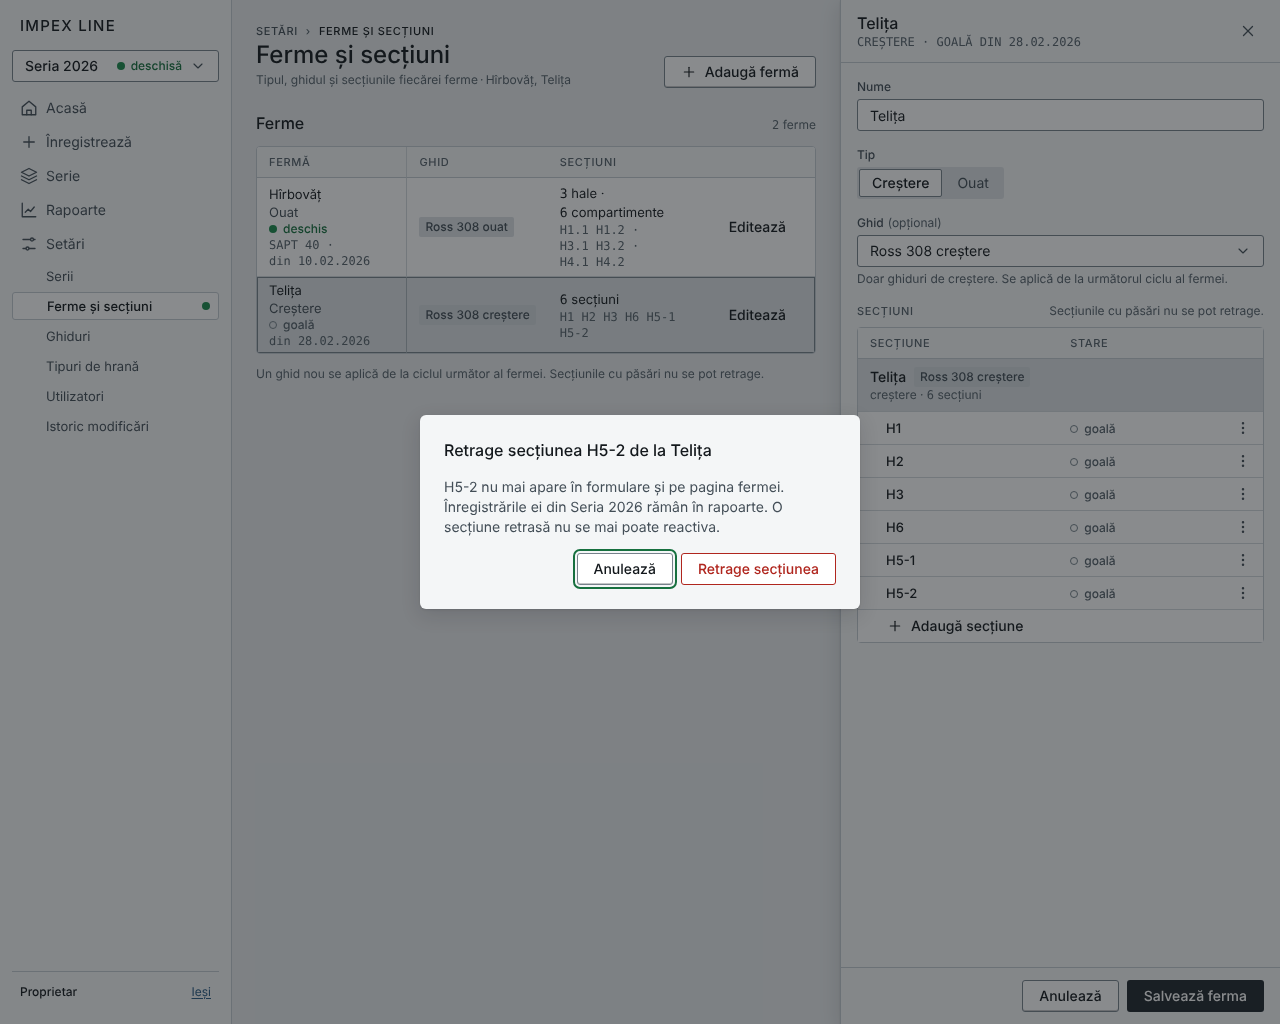 IMPEX LINE
Seria 2026 deschisă
Acasă
Înregistrează
Serie
Rapoarte
Setări
Serii
Ferme și secțiuni
Ghiduri
Tipuri de hrană
Utilizatori
Istoric modificări
Proprietar Ieși
SETĂRI › FERME ȘI SECȚIUNI
Ferme și secțiuni
Tipul, ghidul și secțiunile fiecărei ferme · Hîrbovăț, Telița
Adaugă fermă
Ferme 2 ferme
FERMĂ GHID SECȚIUNI
Hîrbovăț
Ouat
deschis
SAPT 40 ·
din 10.02.2026
Ross 308 ouat
3 hale ·
6 compartimente
H1.1 H1.2 ·
H3.1 H3.2 ·
H4.1 H4.2
Editează
Telița
Creștere
goală
din 28.02.2026
Ross 308 creștere
6 secțiuni
H1 H2 H3 H6 H5-1
H5-2
Editează
Un ghid nou se aplică de la ciclul următor al fermei. Secțiunile cu păsări nu se pot retrage.
Retrage secțiunea H5-2 de la Telița
H5-2 nu mai apare în formulare și pe pagina fermei.
Înregistrările ei din Seria 2026 rămân în rapoarte. O
secțiune retrasă nu se mai poate reactiva.
Anulează Retrage secțiunea
Telița
CREȘTERE · GOALĂ DIN 28.02.2026
Nume
Telița
Tip
Creștere Ouat
Ghid (opțional)
Ross 308 creștere
Doar ghiduri de creștere. Se aplică de la următorul ciclu al fermei.
SECȚIUNI Secțiunile cu păsări nu se pot retrage.
SECȚIUNE STARE
Telița Ross 308 creștere
creștere · 6 secțiuni
H1 goală
H2 goală
H3 goală
H6 goală
H5-1 goală
H5-2 goală
Adaugă secțiune
Anulează Salvează ferma